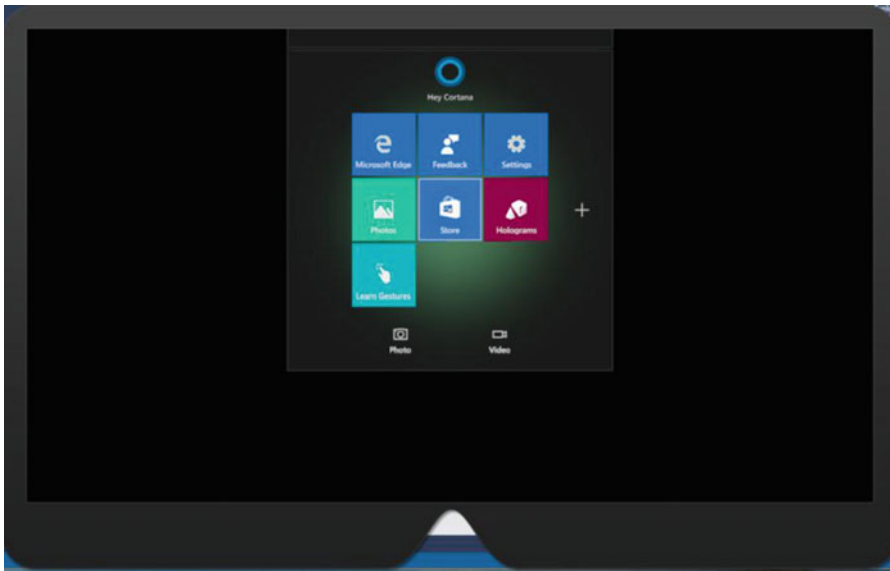 Hey Cortana
Microsoft Edge
Feedback
Settings
Photos
Store
Holograms
Learn Gestures
Photo
Video